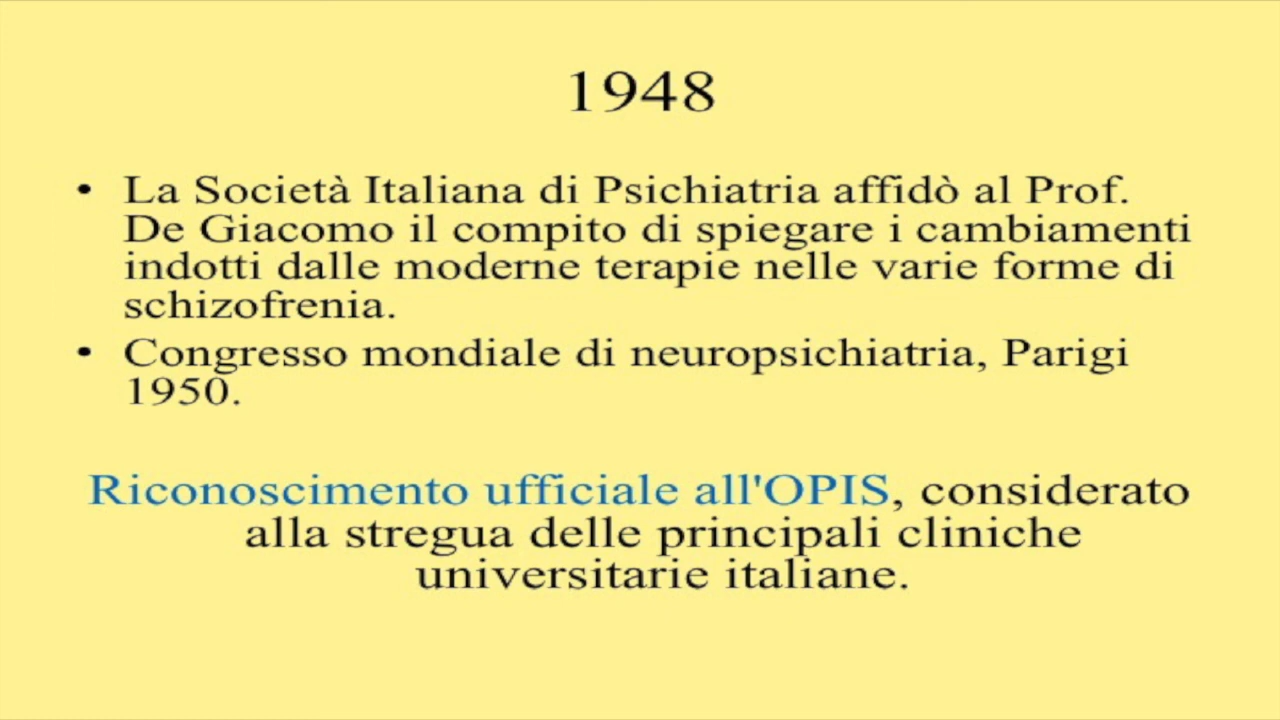 1948
• La Società Italiana di Psichiatria affidò al Prof.
De Giacomo il compito di spiegare i cambiamenti
indotti dalle moderne terapie nelle varie forme di
schizofrenia.
• Congresso mondiale di neuropsichiatria, Parigi
1950.
Riconoscimento ufficiale all'OPIS, considerato
alla stregua delle principali cliniche
universitarie italiane.